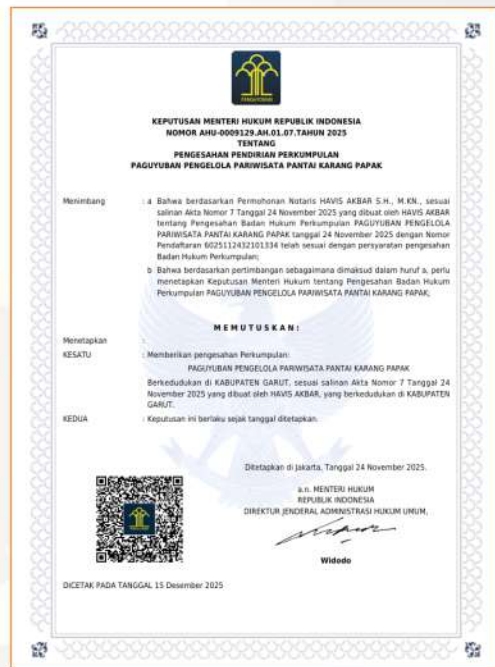 PENGAYOMAN
KEPUTUSAN MENTERI HUKUM REPUBLIK INDONESIA
NOMOR AHU-0009129.AH.01.07.TAHUN 2025
TENTANG
PENGESAHAN PENDIRIAN PERKUMPULAN
PAGUYUBAN PENGELOLA PARIWISATA PANTAI KARANG PAPAK
Menimbang : a Bahwa berdasarkan Permohonan Notaris HAVIS AKBAR S.H., M.KN., sesuai
salinan Akta Nomor 7 Tanggal 24 November 2025 yang dibuat oleh HAVIS AKBAR
tentang Pengesahan Badan Hukum Perkumpulan PAGUYUBAN PENGELOLA
PARIWISATA PANTAI KARANG PAPAK tanggal 24 November 2025 dengan Nomor
Pendaftaran 6025112432101334 telah sesuai dengan persyaratan pengesahan
Badan Hukum Perkumpulan;
b Bahwa berdasarkan pertimbangan sebagaimana dimaksud dalam huruf a, perlu
menetapkan Keputusan Menteri Hukum tentang Pengesahan Badan Hukum
Perkumpulan PAGUYUBAN PENGELOLA PARIWISATA PANTAI KARANG PAPAK;
MEMUTUSKAN:
Menetapkan :
KESATU : Memberikan pengesahan Perkumpulan:
PAGUYUBAN PENGELOLA PARIWISATA PANTAI KARANG PAPAK
Berkedudukan di KABUPATEN GARUT, sesuai salinan Akta Nomor 7 Tanggal 24
November 2025 yang dibuat oleh HAVIS AKBAR, yang berkedudukan di KABUPATEN
GARUT.
KEDUA : Keputusan ini berlaku sejak tanggal ditetapkan.
Ditetapkan di Jakarta, Tanggal 24 November 2025.
a.n. MENTERI HUKUM
REPUBLIK INDONESIA
DIREKTUR JENDERAL ADMINISTRASI HUKUM UMUM,
Widodo
DICETAK PADA TANGGAL 15 Desember 2025